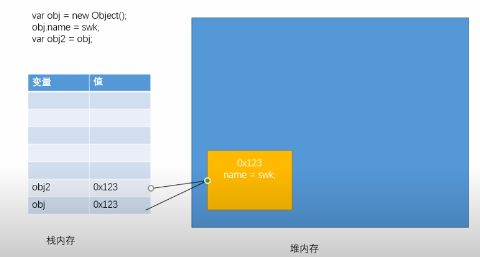 var obj = new Object();
obj.name = swk;
var obj2 = obj;
变量 值
0x123
name = swk;
obj2 0x123
obj 0x123
栈内存
堆内存